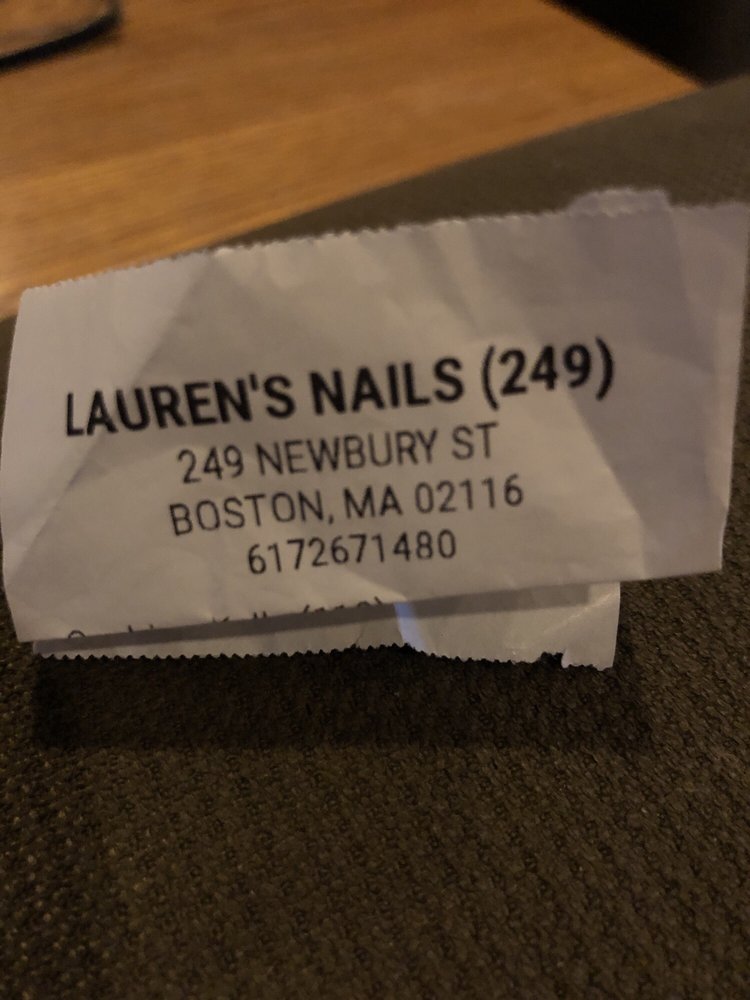 LAUREN'S NAILS (249)
249 NEWBURY ST
BOSTON, MA 02116
6172671480